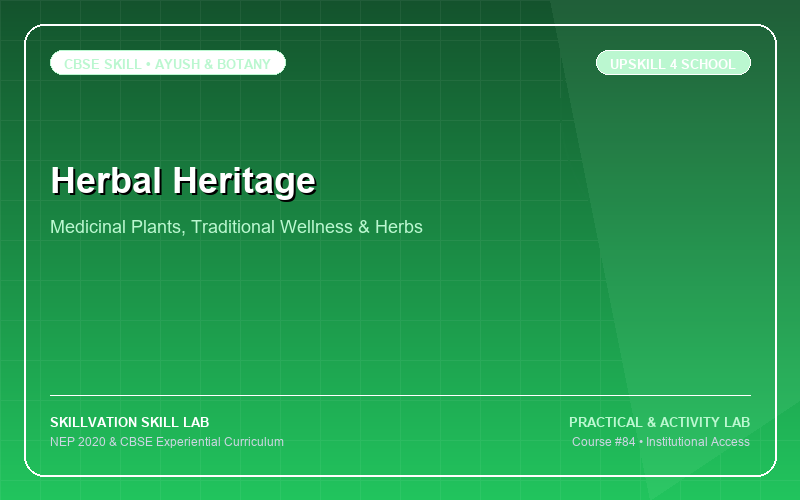 CBSE SKILL • AYUSH & BOTANY
UPSKILL 4 SCHOOL
Herbal Heritage
Medicinal Plants, Traditional Wellness & Herbs
SKILLVATION SKILL LAB
NEP 2020 & CBSE Experiential Curriculum
PRACTICAL & ACTIVITY LAB
Course #84 • Institutional Access